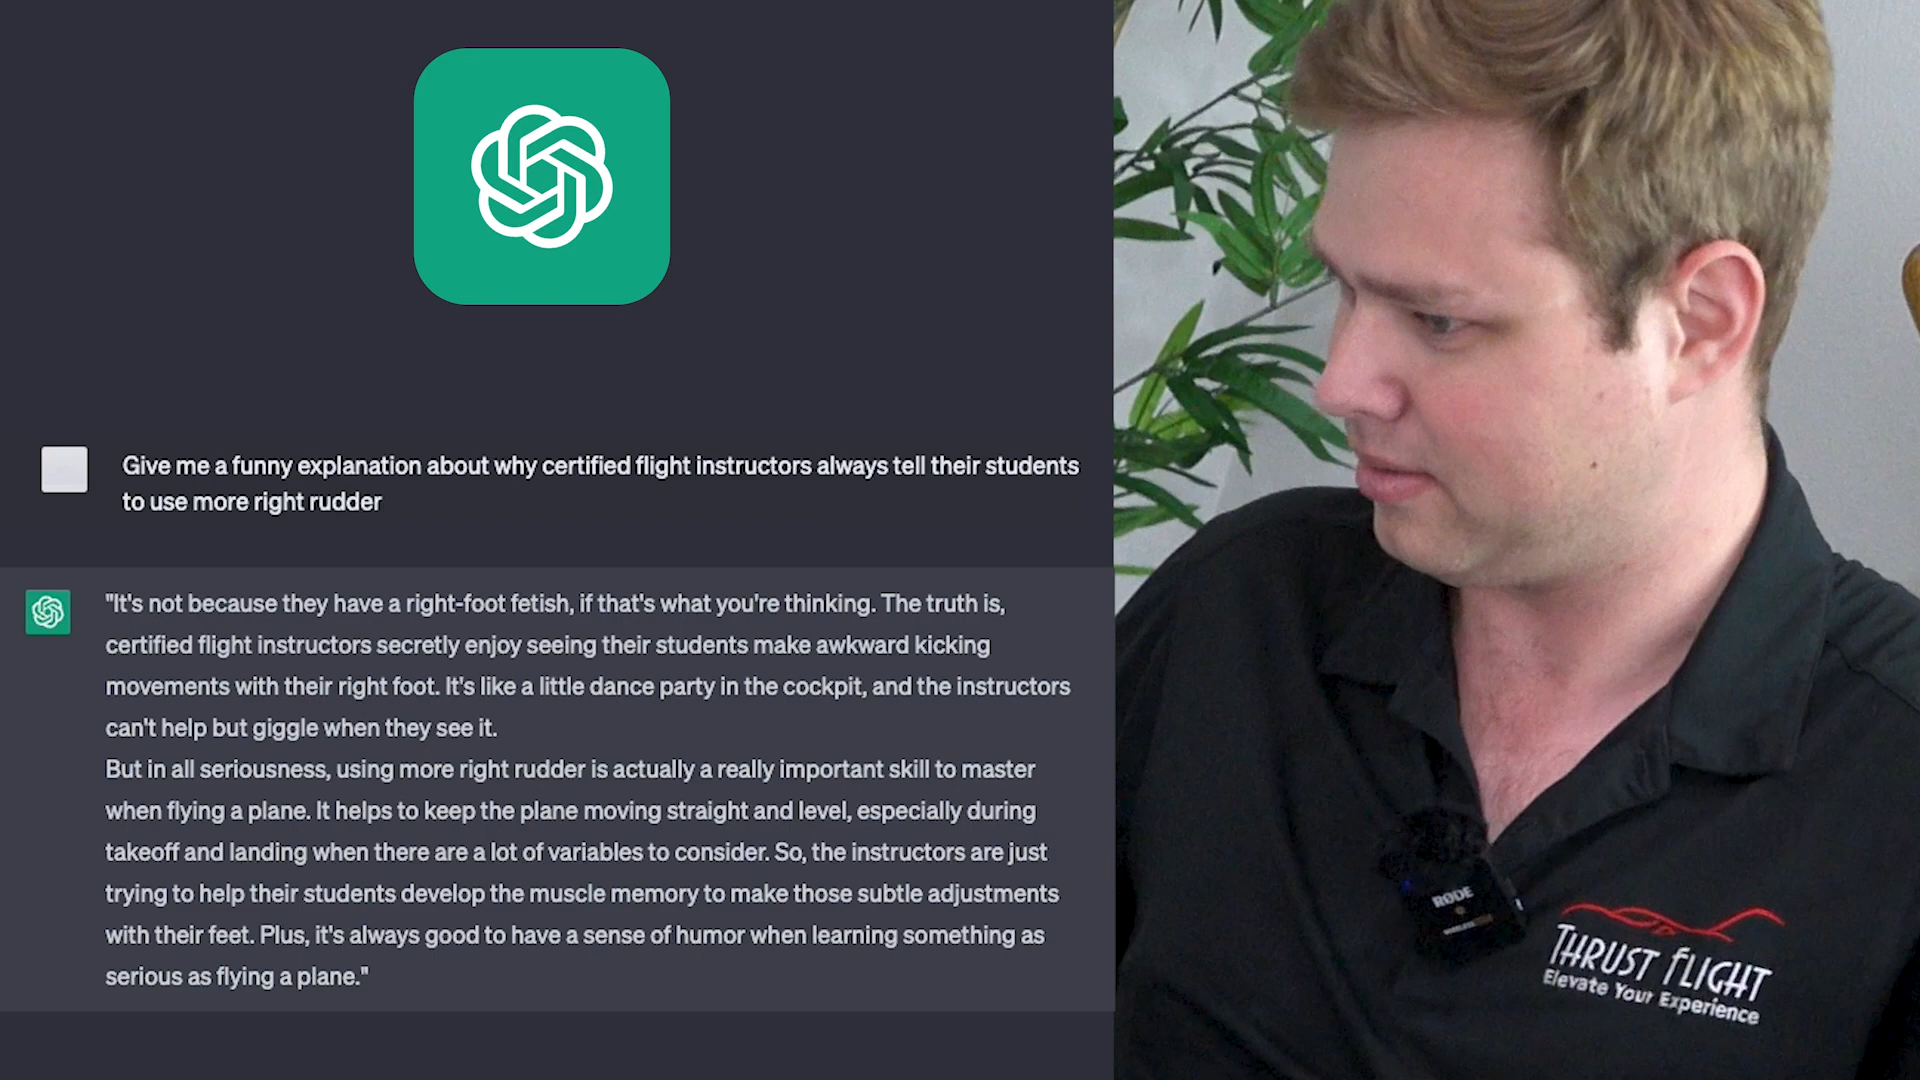 Give me a funny explanation about why certified flight instructors always tell their students
to use more right rudder
"It's not because they have a right-foot fetish, if that's what you're thinking. The truth is,
certified flight instructors secretly enjoy seeing their students make awkward kicking
movements with their right foot. It's like a little dance party in the cockpit, and the instructors
can't help but giggle when they see it.
But in all seriousness, using more right rudder is actually a really important skill to master
when flying a plane. It helps to keep the plane moving straight and level, especially during
takeoff and landing when there are a lot of variables to consider. So, the instructors are just
trying to help their students develop the muscle memory to make those subtle adjustments
with their feet. Plus, it's always good to have a sense of humor when learning something as
serious as flying a plane."
RODE
THRUST FLIGHT
Elevate Your Experience